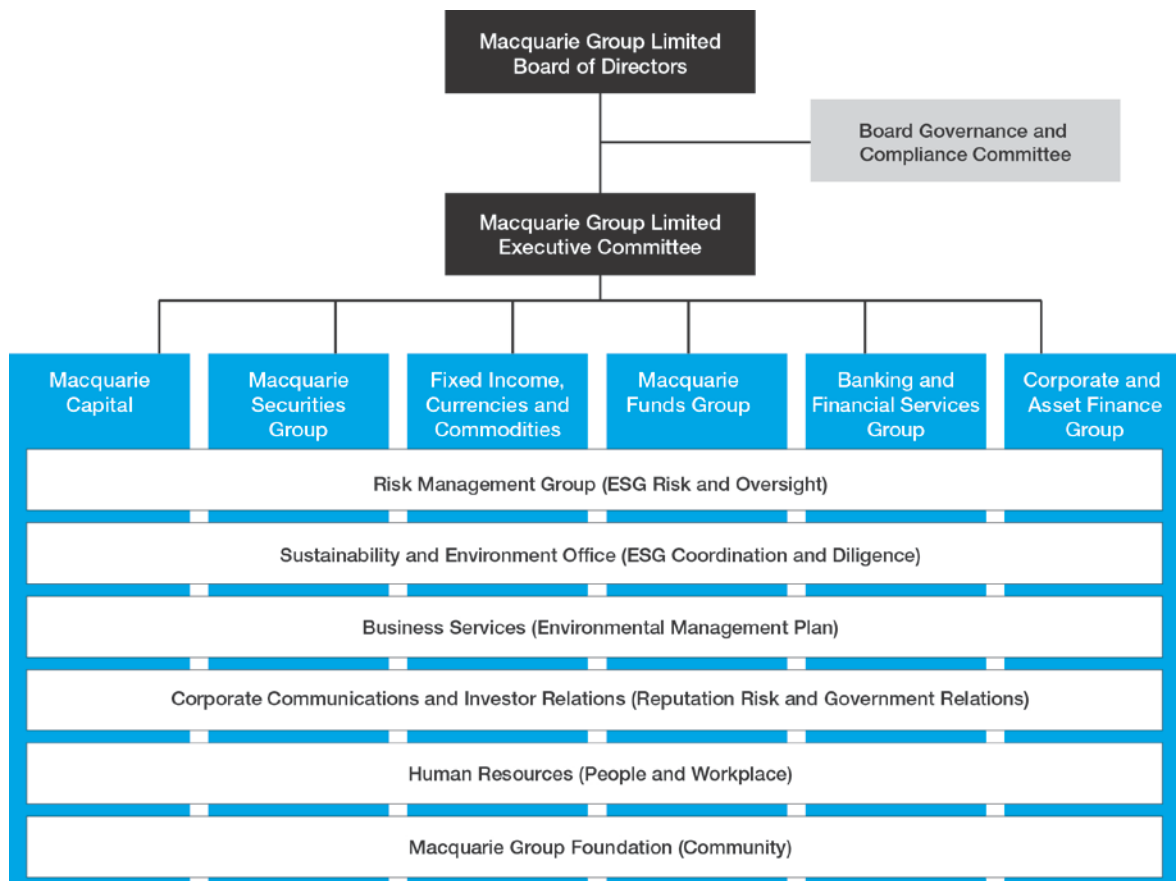 Macquarie Group Limited
Board of Directors
Board Governance and
Compliance Committee
Macquarie Group Limited
Executive Committee
Macquarie
Capital
Macquarie
Securities
Group
Fixed Income,
Currencies and
Commodities
Macquarie
Funds Group
Banking and
Financial Services
Group
Corporate and
Asset Finance
Group
Risk Management Group (ESG Risk and Oversight)
Sustainability and Environment Office (ESG Coordination and Diligence)
Business Services (Environmental Management Plan)
Corporate Communications and Investor Relations (Reputation Risk and Government Relations)
Human Resources (People and Workplace)
Macquarie Group Foundation (Community)